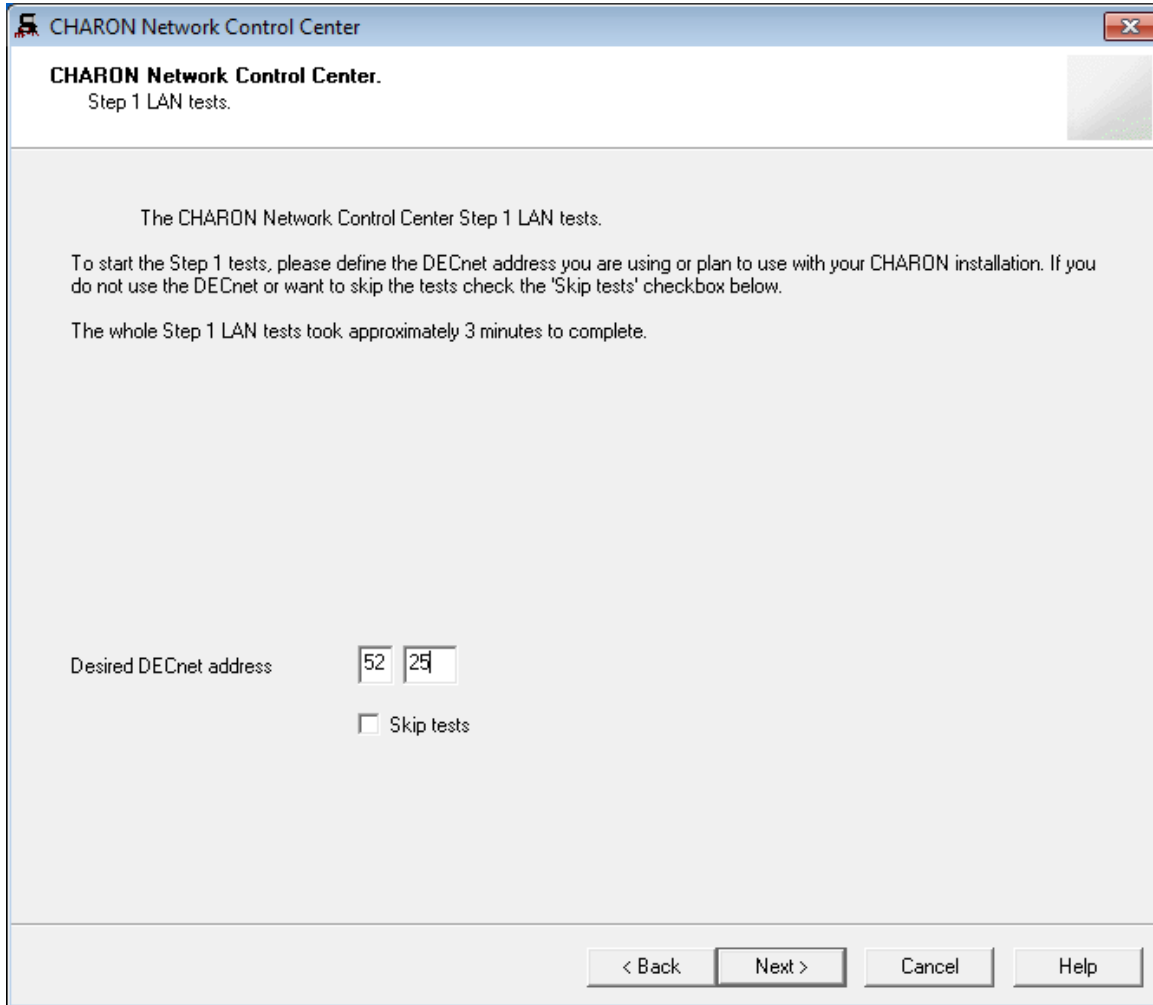 CHARON Network Control Center
CHARON Network Control Center.
Step 1 LAN tests.
The CHARON Network Control Center Step 1 LAN tests.
To start the Step 1 tests, please define the DECnet address you are using or plan to use with your CHARON installation. If you
do not use the DECnet or want to skip the tests check the 'Skip tests' checkbox below.
The whole Step 1 LAN tests took approximately 3 minutes to complete.
Desired DECnet address 52 25
Skip tests
< Back Next > Cancel Help